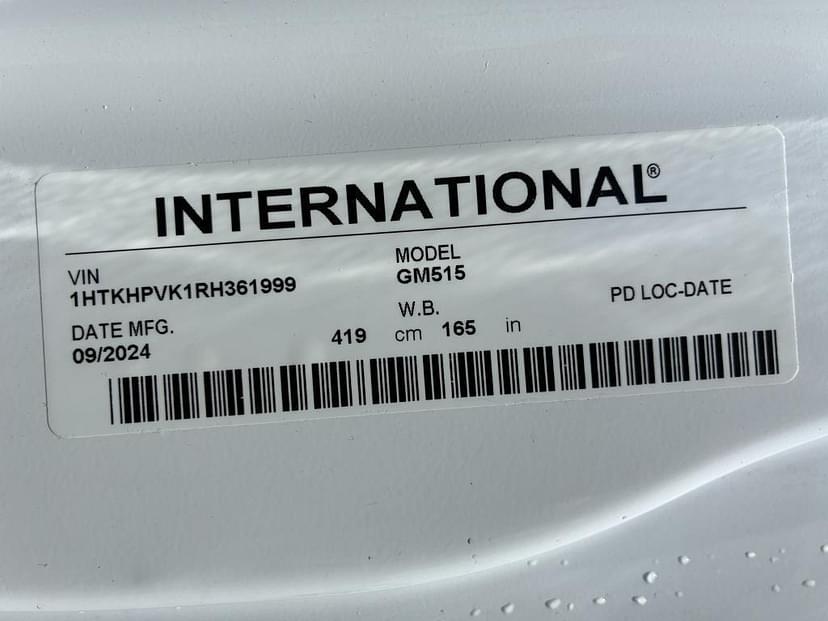 INTERNATIONAL®
VIN
1HTKHPVK1RH361999
MODEL
GM515
DATE MFG.
09/2024
W.B.
419 cm 165 in
PD LOC-DATE